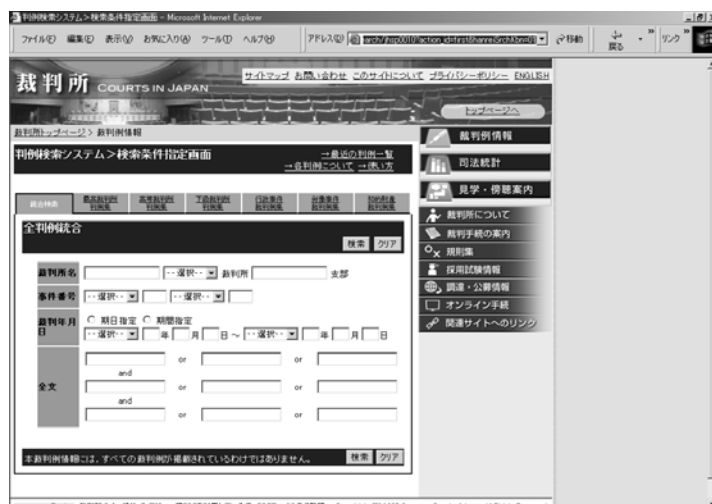 判例検索システム>検索条件指定画面 - Microsoft Internet Explorer
ファイル(F) 編集(E) 表示(V) お気に入り(A) ツール(T) ヘルプ(H) アドレス(D) 移動 戻る リンク
サイトマップ お問い合わせ このサイトについて プライバシーポリシー ENGLISH
裁判所 COURTS IN JAPAN
トップページへ
裁判所トップページ > 裁判例情報
判例検索システム>検索条件指定画面
→最近の判例一覧
→各判例について →使い方
統合検索 最高裁判所判例集 高等裁判所判例集 下級裁判所判例集 行政事件裁判例集 労働事件裁判例集 知的財産裁判例集
全判例統合
検索 クリア
裁判所名 --選択-- 裁判所 支部
事件番号 --選択-- --選択--
裁判年月日 期日指定 期間指定
--選択-- 年 月 日 ~ --選択-- 年 月 日
or or
and
全文 or or
and
or or
本裁判例情報には、すべての裁判例が掲載されているわけではありません。 検索 クリア
裁判例情報
司法統計
見学・傍聴案内
裁判所について
裁判手続の案内
規則集
採用試験情報
調達・公募情報
オンライン手続
関連サイトへのリンク